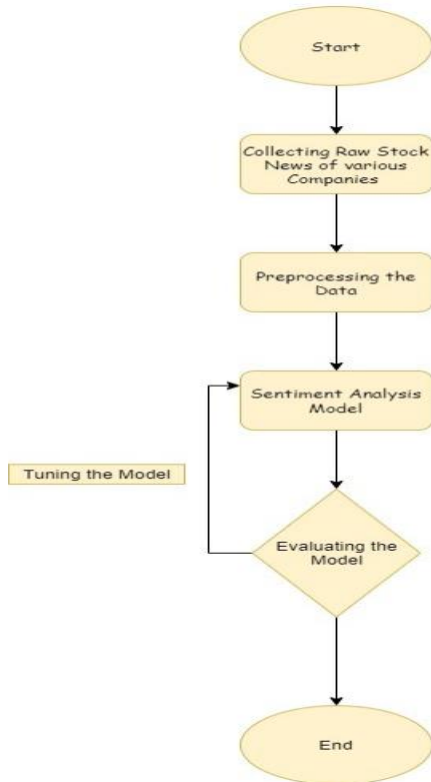 Start
Collecting Raw Stock
News of various
Companies
Preprocessing the
Data
Sentiment Analysis
Model
Tuning the Model
Evaluating the
Model
End